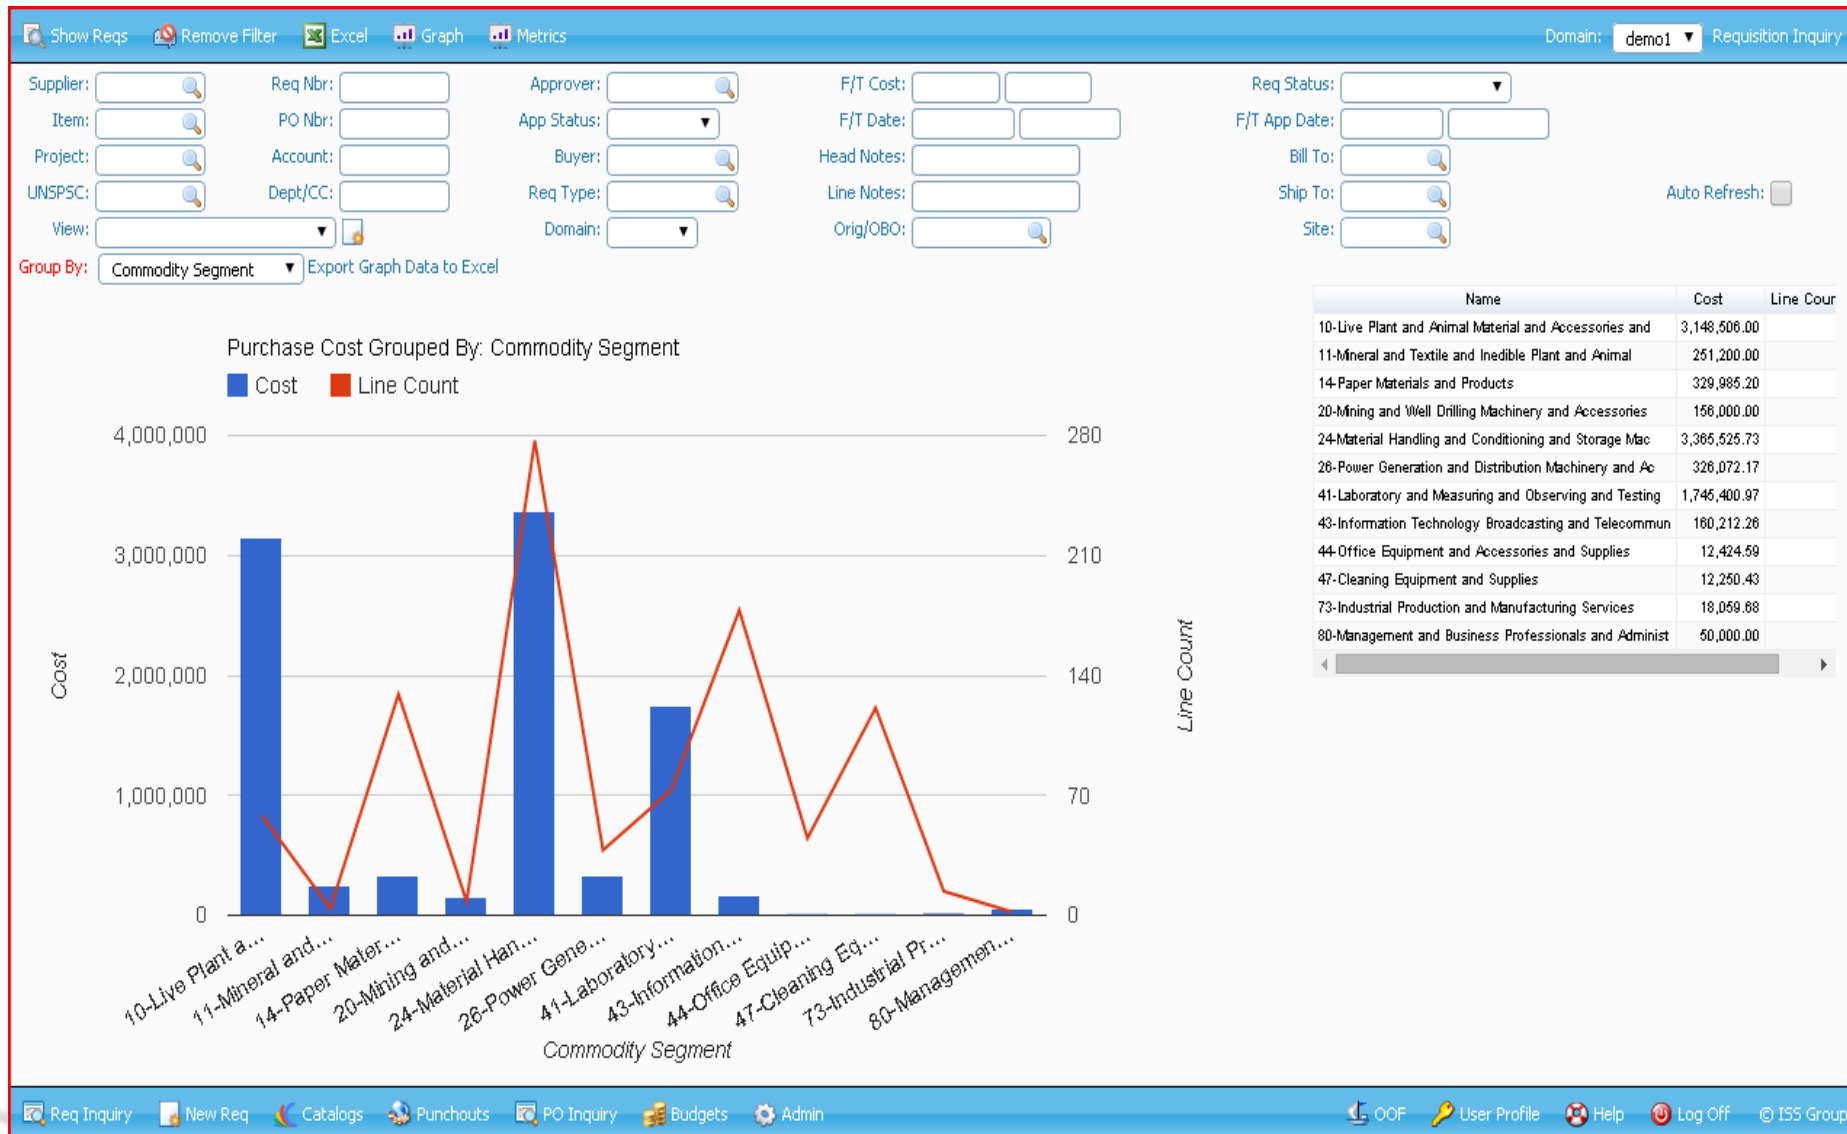 Show Reqs Remove Filter Excel Graph Metrics Domain: demo1 Requisition Inquiry
Supplier: Req Nbr: Approver: F/T Cost: Req Status:
Item: PO Nbr: App Status: F/T Date: F/T App Date:
Project: Account: Buyer: Head Notes: Bill To:
UNSPSC: Dept/CC: Req Type: Line Notes: Ship To: Auto Refresh:
View: Domain: Orig/OBO: Site:
Group By: Commodity Segment Export Graph Data to Excel
Name Cost Line Cour
10-Live Plant and Animal Material and Accessories and 3,148,506.00
11-Mineral and Textile and Inedible Plant and Animal 251,200.00
14-Paper Materials and Products 329,985.20
20-Mining and Well Drilling Machinery and Accessories 156,000.00
24-Material Handling and Conditioning and Storage Mac 3,365,525.73
26-Power Generation and Distribution Machinery and Ac 326,072.17
41-Laboratory and Measuring and Observing and Testing 1,745,400.97
43-Information Technology Broadcasting and Telecommun 160,212.26
44-Office Equipment and Accessories and Supplies 12,424.59
47-Cleaning Equipment and Supplies 12,250.43
73-Industrial Production and Manufacturing Services 18,059.68
80-Management and Business Professionals and Administ 50,000.00
Purchase Cost Grouped By: Commodity Segment
Cost Line Count
4,000,000 280
3,000,000 210
2,000,000 140
1,000,000 70
0 0
Cost
Line Count
10-Live Plant a...
11-Mineral and...
14-Paper Mater...
20-Mining and...
24-Material Han...
26-Power Gene...
41-Laboratory...
43-Information...
44-Office Equip...
47-Cleaning Eq...
73-Industrial Pr...
80-Managemen...
Commodity Segment
Req Inquiry New Req Catalogs Punchouts PO Inquiry Budgets Admin OOF User Profile Help Log Off © ISS Group